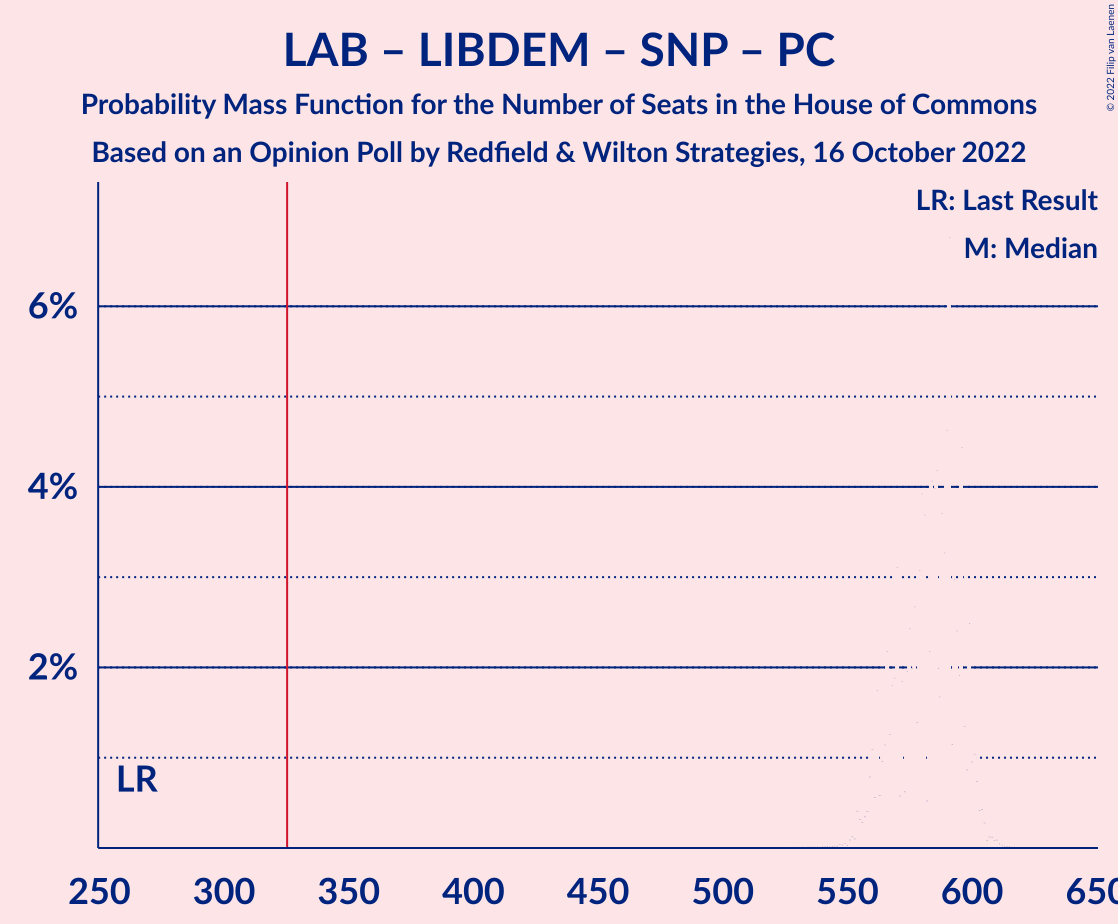 LAB – LIBDEM – SNP – PC
Probability Mass Function for the Number of Seats in the House of Commons
Based on an Opinion Poll by Redfield & Wilton Strategies, 16 October 2022
© 2022 Filip van Laenen
LR: Last Result
M: Median
6%
4%
2%
LR
250 300 350 400 450 500 550 600 650